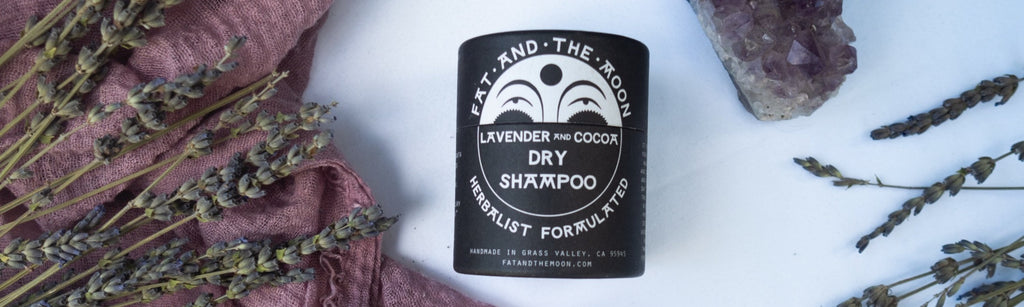 FAT·AND·THE·MOON
LAVENDER AND COCOA
DRY
SHAMPOO
HERBALIST FORMULATED
HANDMADE IN GRASS VALLEY, CA 95945
FATANDTHEMOON.COM